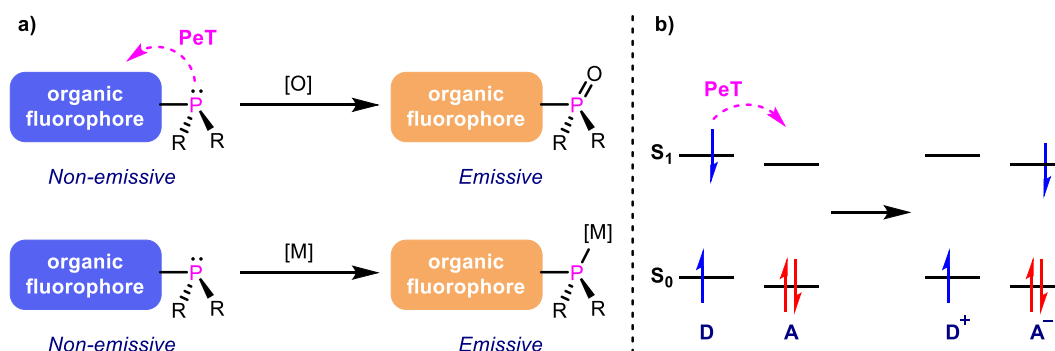 a)
PeT
organic
fluorophore
P
R
R
[O]
organic
fluorophore
P
O
R
R
Non-emissive
Emissive
organic
fluorophore
P
R
R
[M]
organic
fluorophore
P
[M]
R
R
Non-emissive
Emissive
b)
PeT
S₁
S₀
D
A
D⁺
A⁻